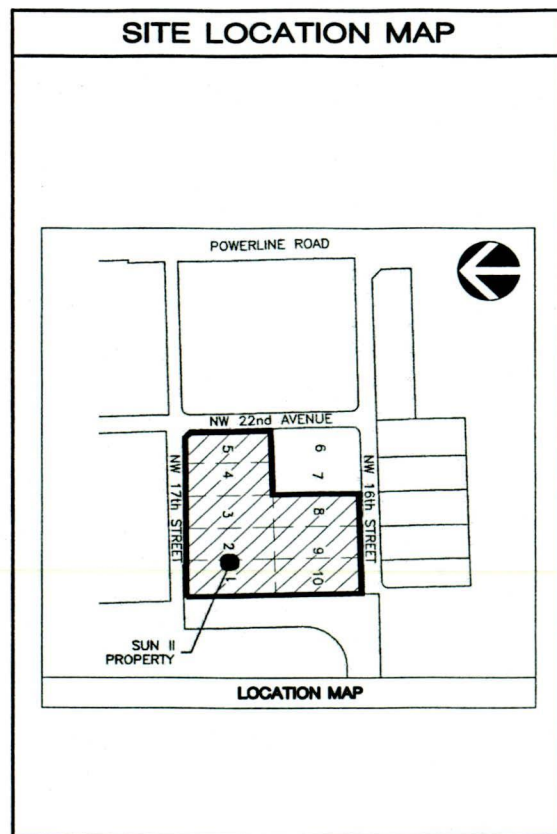 SITE LOCATION MAP
POWERLINE ROAD
NW 22nd AVENUE
NW 17th STREET
NW 16th STREET
5
4
3
2
1
6
7
8
9
10
SUN II
PROPERTY
LOCATION MAP